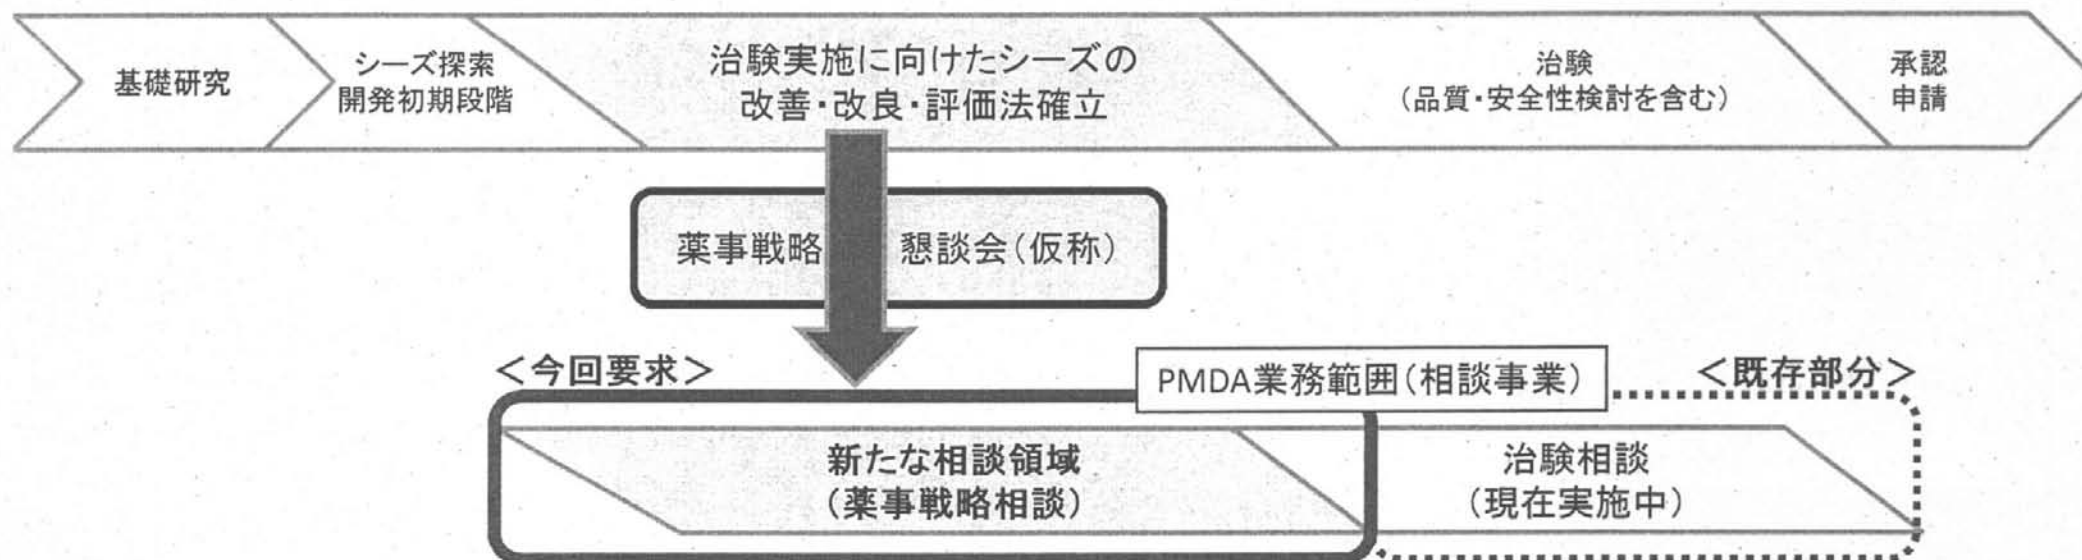 基礎研究
シーズ探索
開発初期段階
治験実施に向けたシーズの
改善・改良・評価法確立
治験
(品質・安全性検討を含む)
承認
申請
薬事戦略 懇談会(仮称)
<今回要求>
PMDA業務範囲(相談事業)
<既存部分>
新たな相談領域
(薬事戦略相談)
治験相談
(現在実施中)